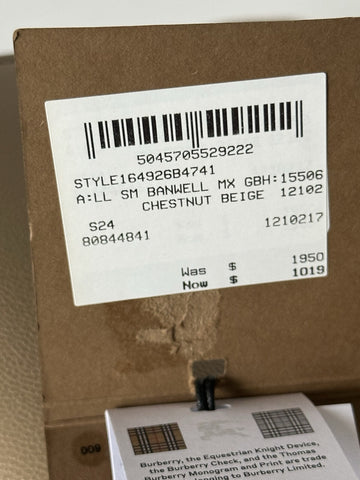 5045705529222
STYLE164926B4741
A:LL SM BANWELL MX GBH:15506
CHESTNUT BEIGE 12102
S24 1210217
80844841
Was $ 1950
Now $ 1019
009
Burberry, the Equestrian Knight Device,
the Burberry Check, and the Thomas
Burberry Monogram and Print are trade
belonging to Burberry Limited.